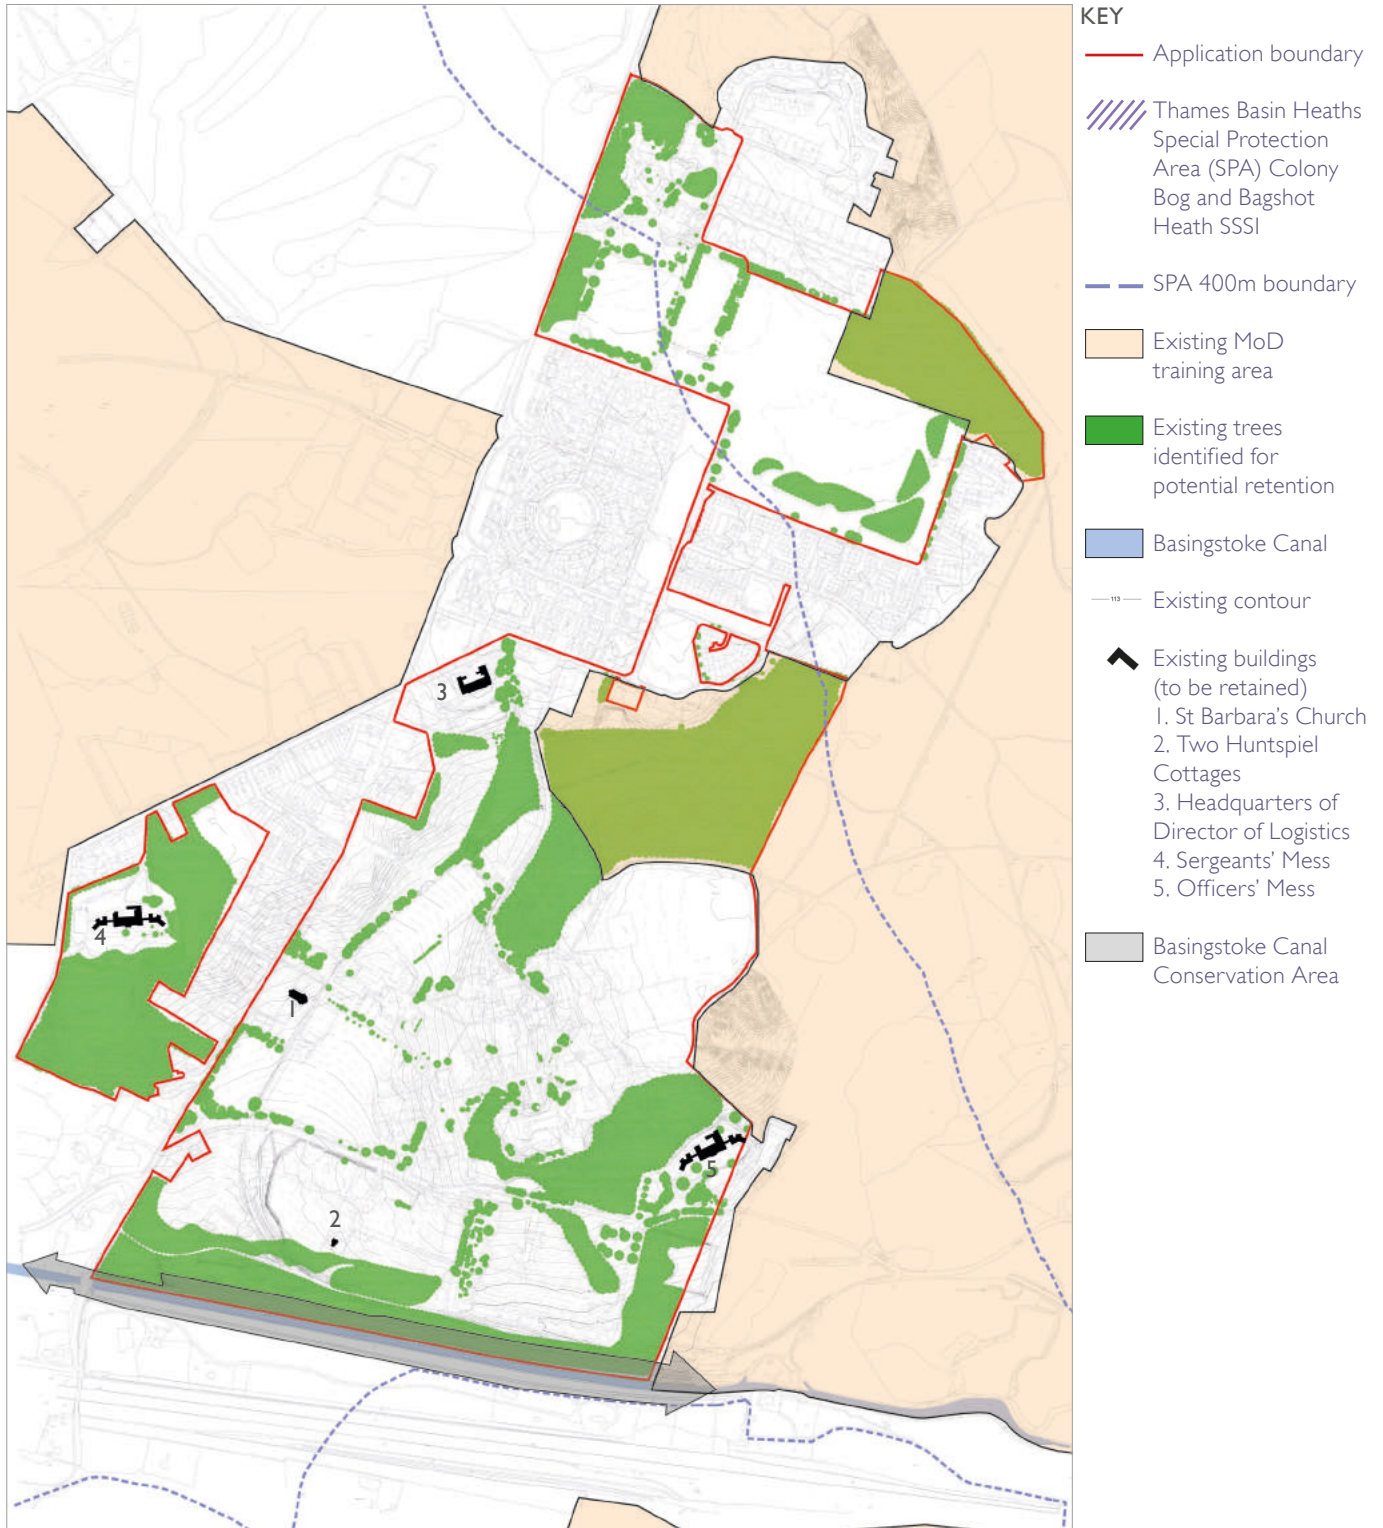 KEY
Application boundary
Thames Basin Heaths
Special Protection
Area (SPA) Colony
Bog and Bagshot
Heath SSSI
SPA 400m boundary
Existing MoD
training area
Existing trees
identified for
potential retention
Basingstoke Canal
113
Existing contour
Existing buildings
(to be retained)
1. St Barbara's Church
2. Two Huntspiel
Cottages
3. Headquarters of
Director of Logistics
4. Sergeants' Mess
5. Officers' Mess
Basingstoke Canal
Conservation Area
3
4
1
5
2